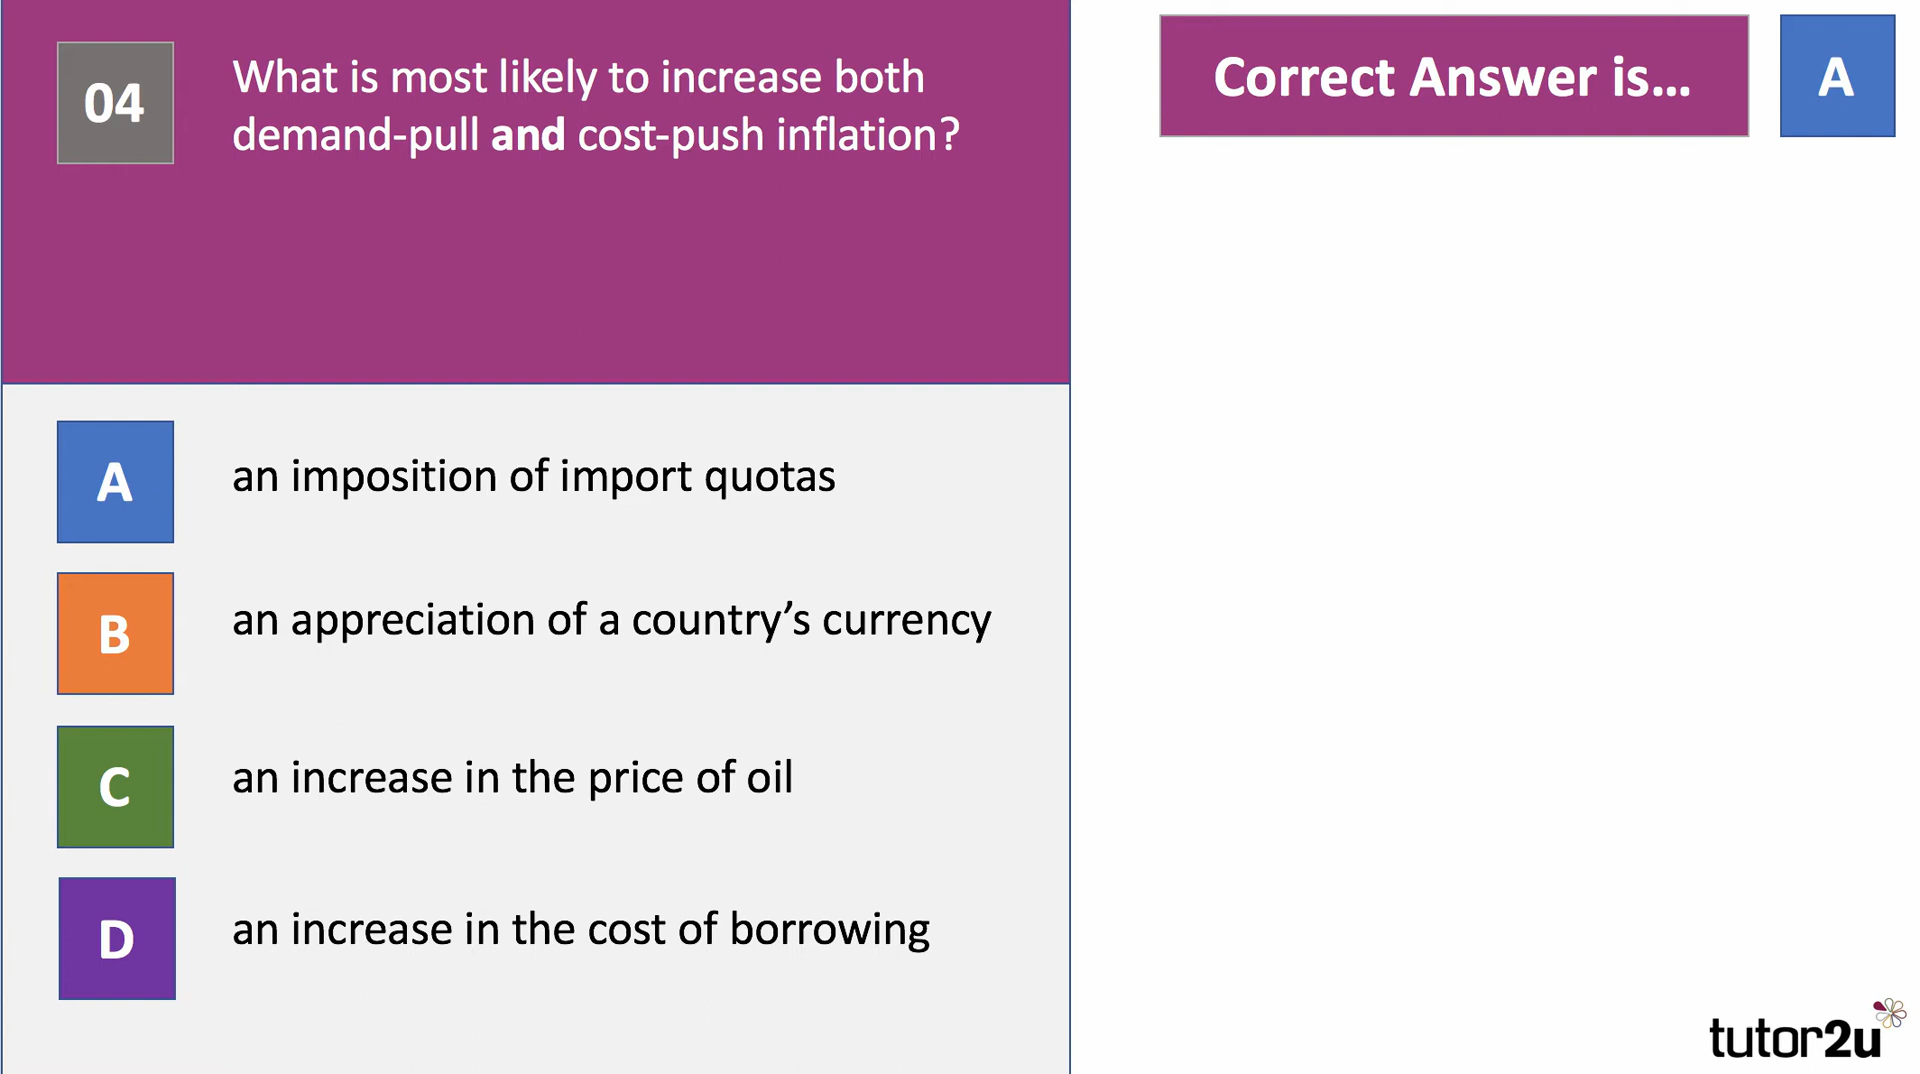 04
What is most likely to increase both
demand-pull and cost-push inflation?
A
an imposition of import quotas
B
an appreciation of a country’s currency
C
an increase in the price of oil
D
an increase in the cost of borrowing
Correct Answer is...
A
tutor2u